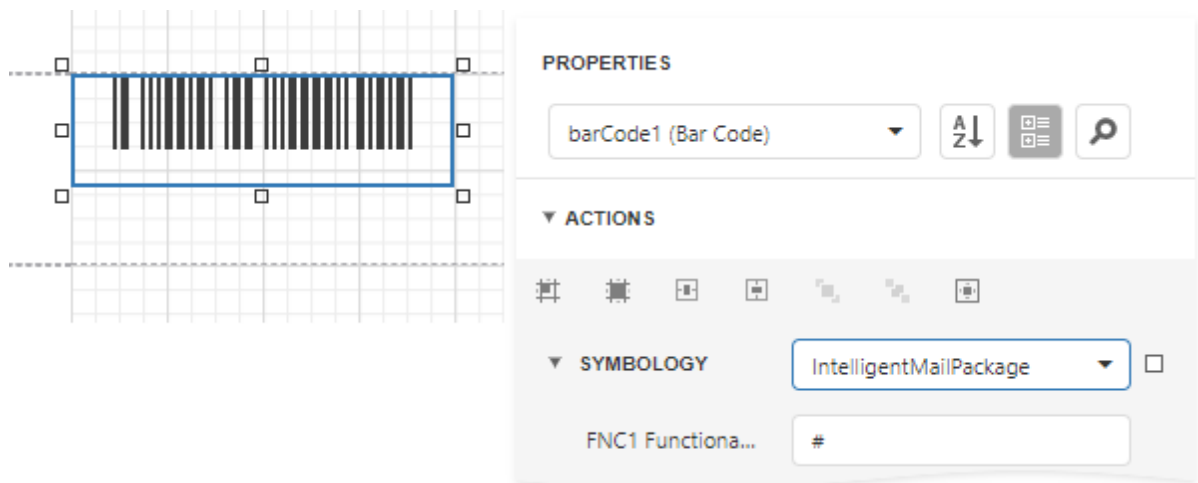 PROPERTIES
barCode1 (Bar Code)
A
Z
ACTIONS
SYMBOLOGY
IntelligentMailPackage
FNC1 Functiona...
#